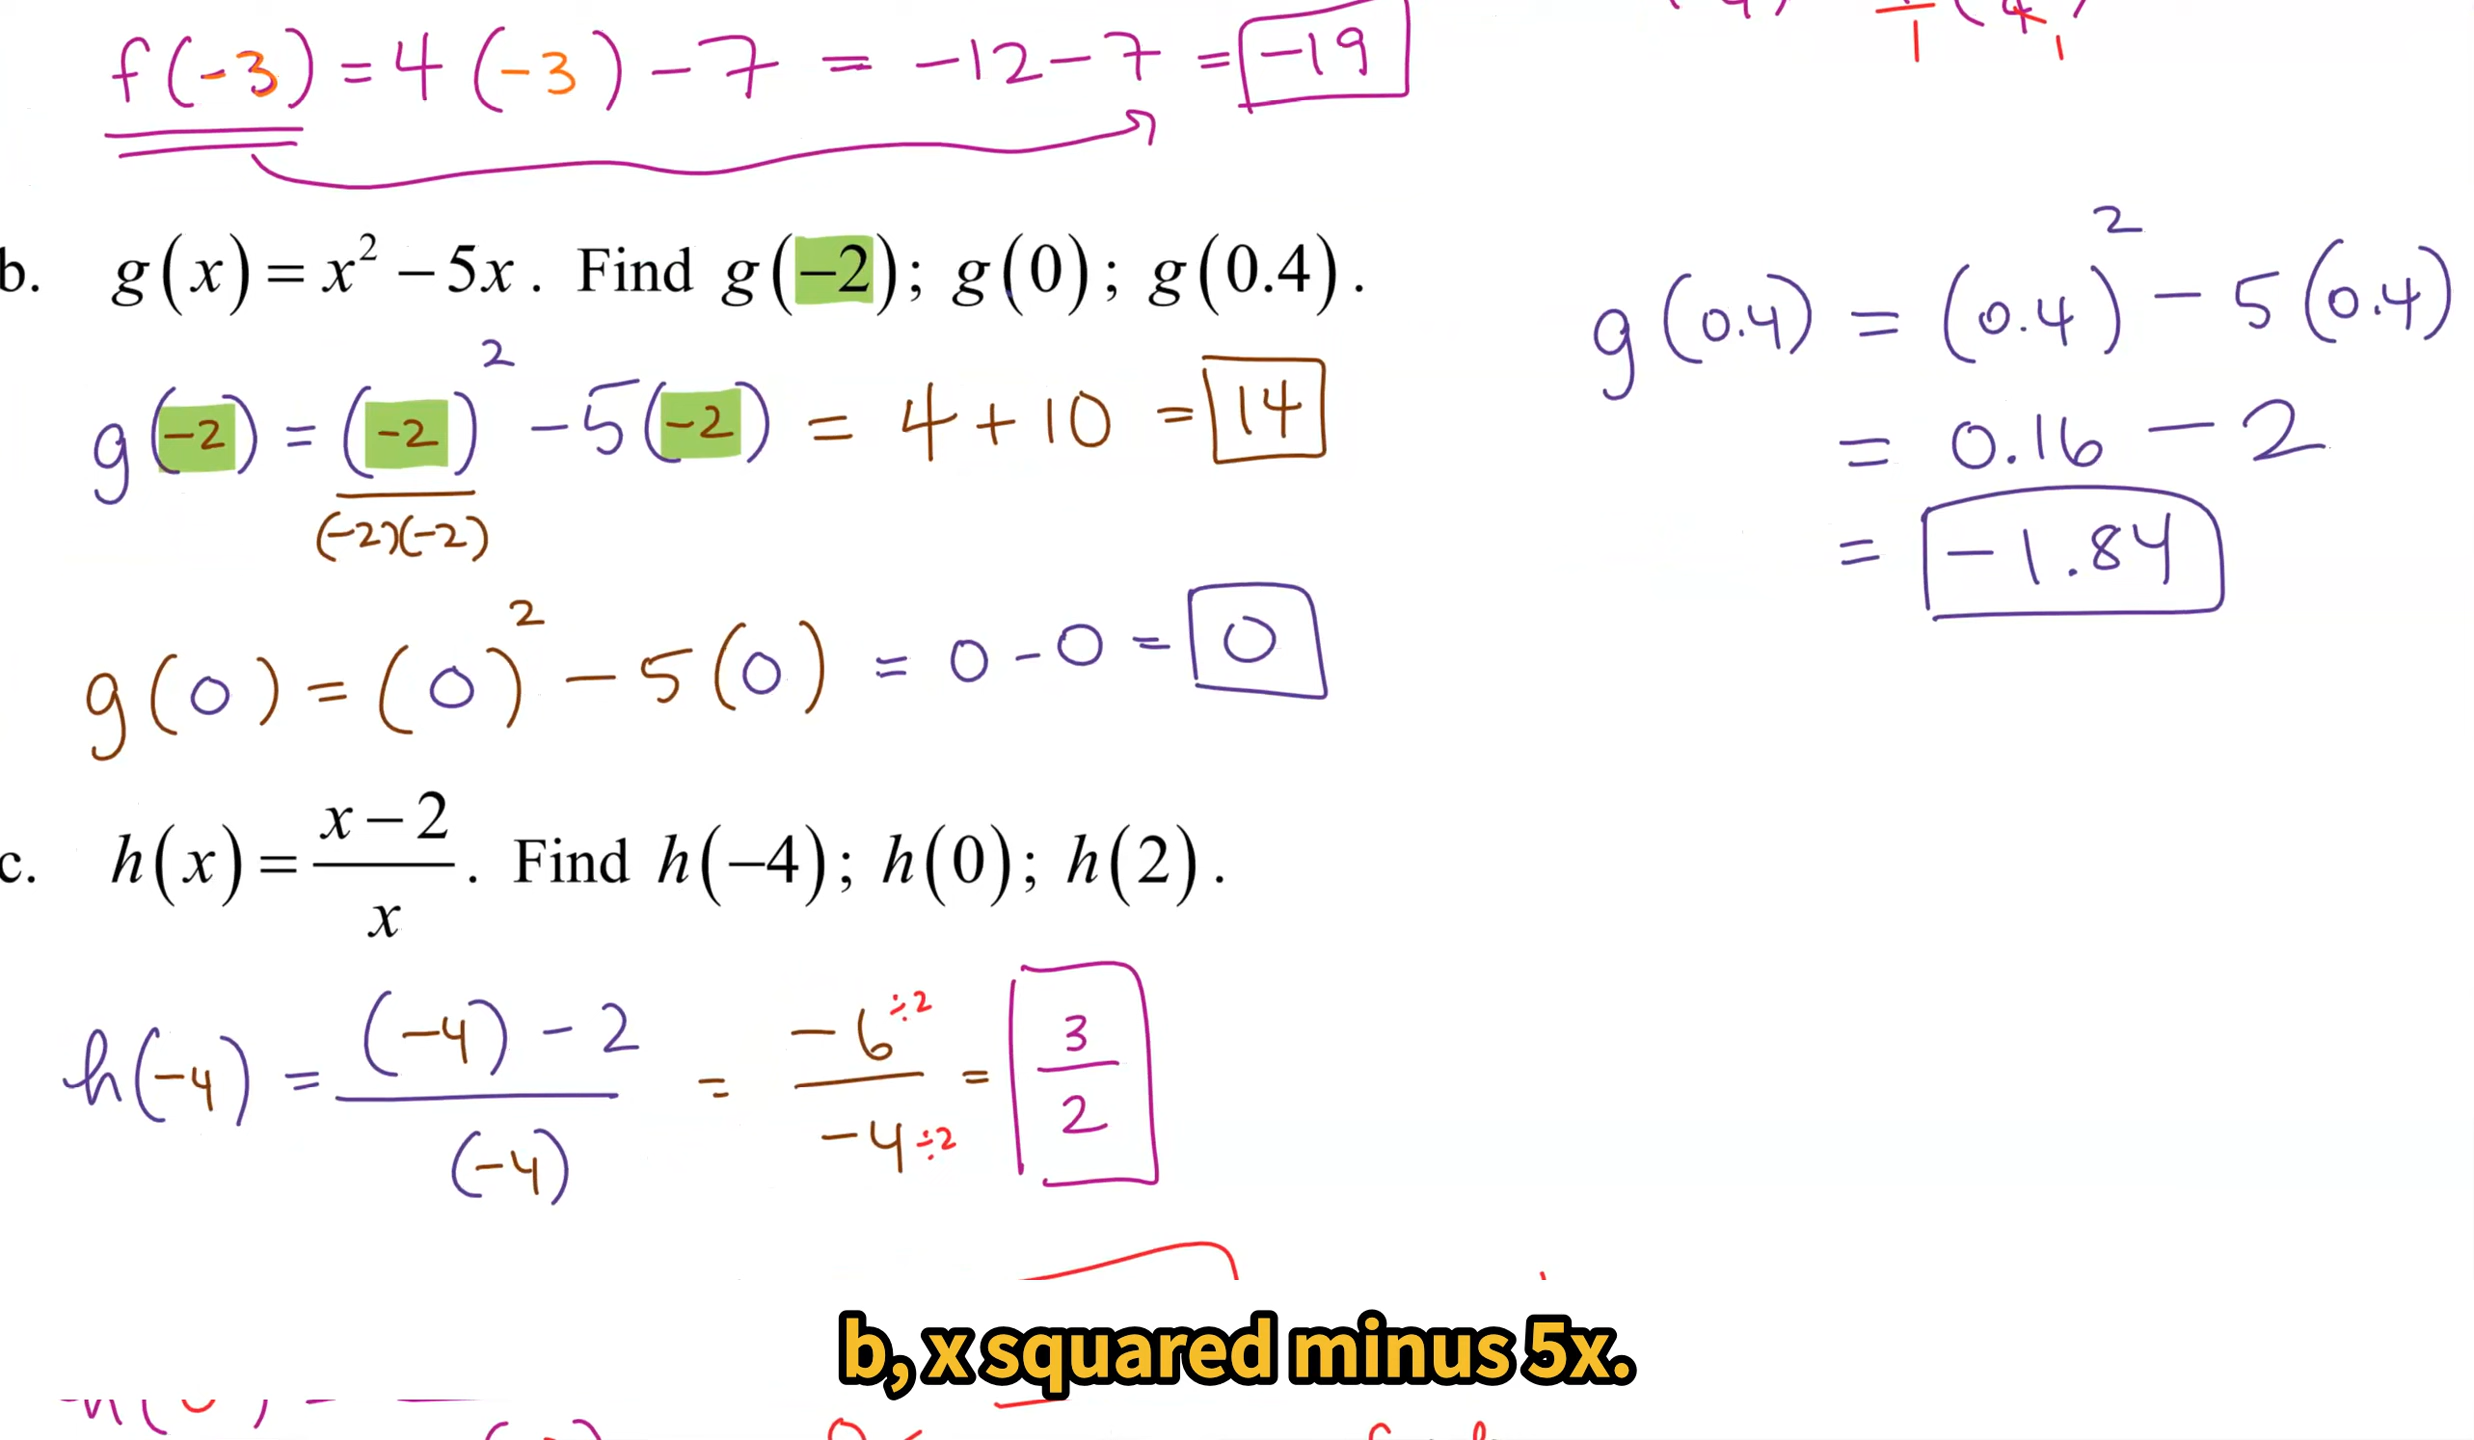 f(-3) = 4(-3) - 7 = -12 - 7 = -19
b. g(x) = x² - 5x. Find g(-2); g(0); g(0.4).
g(-2) = (-2)² - 5(-2) = 4 + 10 = 14
(-2)(-2)
g(0) = (0)² - 5(0) = 0 - 0 = 0
g(0.4) = (0.4)² - 5(0.4)
= 0.16 - 2
= -1.84
c. h(x) = x - 2 / x. Find h(-4); h(0); h(2).
h(-4) = (-4) - 2 / (-4) = -6 ÷2 / -4 ÷2 = 3/2
b, x squared minus 5x.